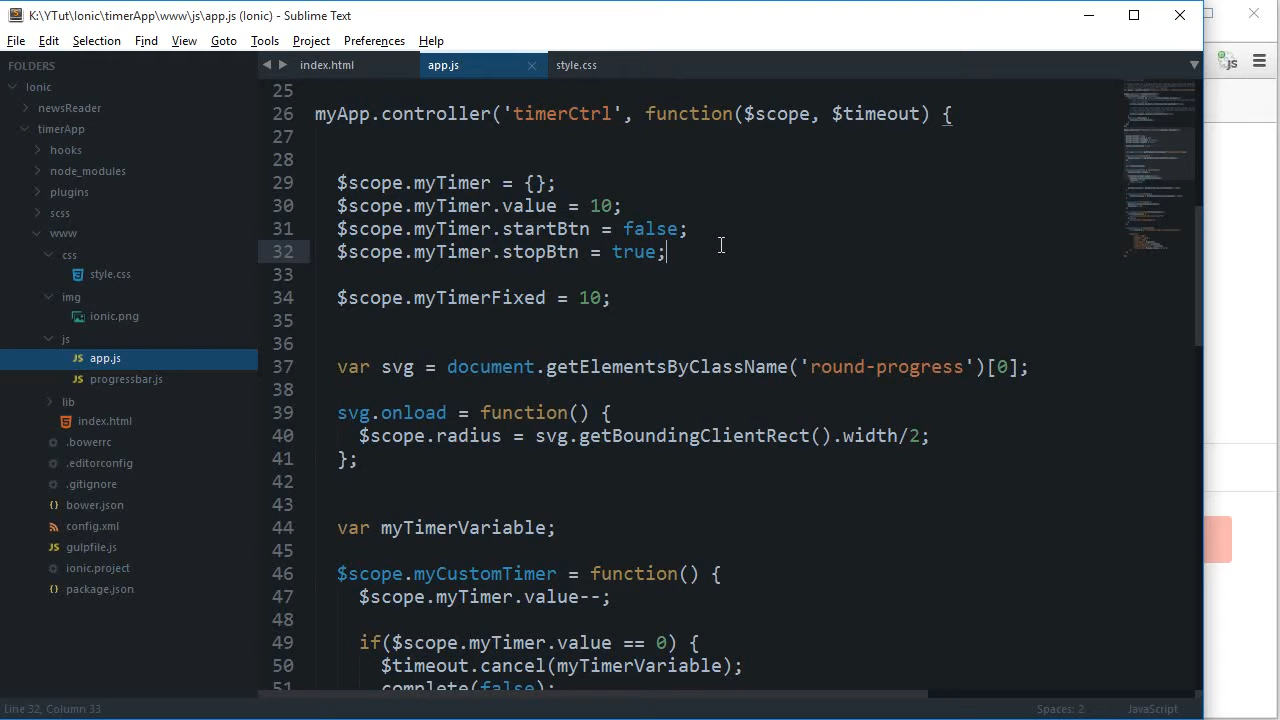 K:\YTut\Ionic\timerApp\www\js\app.js (Ionic) - Sublime Text
File Edit Selection Find View Goto Tools Project Preferences Help
FOLDERS
Ionic
newsReader
timerApp
hooks
node_modules
plugins
scss
www
css
style.css
img
ionic.png
js
app.js
progressbar.js
lib
index.html
.bowerrc
.editorconfig
.gitignore
bower.json
config.xml
gulpfile.js
ionic.project
package.json
index.html app.js style.css
25
26 myApp.controller('timerCtrl', function($scope, $timeout) {
27
28
29 $scope.myTimer = {};
30 $scope.myTimer.value = 10;
31 $scope.myTimer.startBtn = false;
32 $scope.myTimer.stopBtn = true;
33
34 $scope.myTimerFixed = 10;
35
36
37 var svg = document.getElementsByClassName('round-progress')[0];
38
39 svg.onload = function() {
40 $scope.radius = svg.getBoundingClientRect().width/2;
41 };
42
43
44 var myTimerVariable;
45
46 $scope.myCustomTimer = function() {
47 $scope.myTimer.value--;
48
49 if($scope.myTimer.value == 0) {
50 $timeout.cancel(myTimerVariable);
51 complete(false);
Line 32, Column 33 Spaces: 2 JavaScript
js